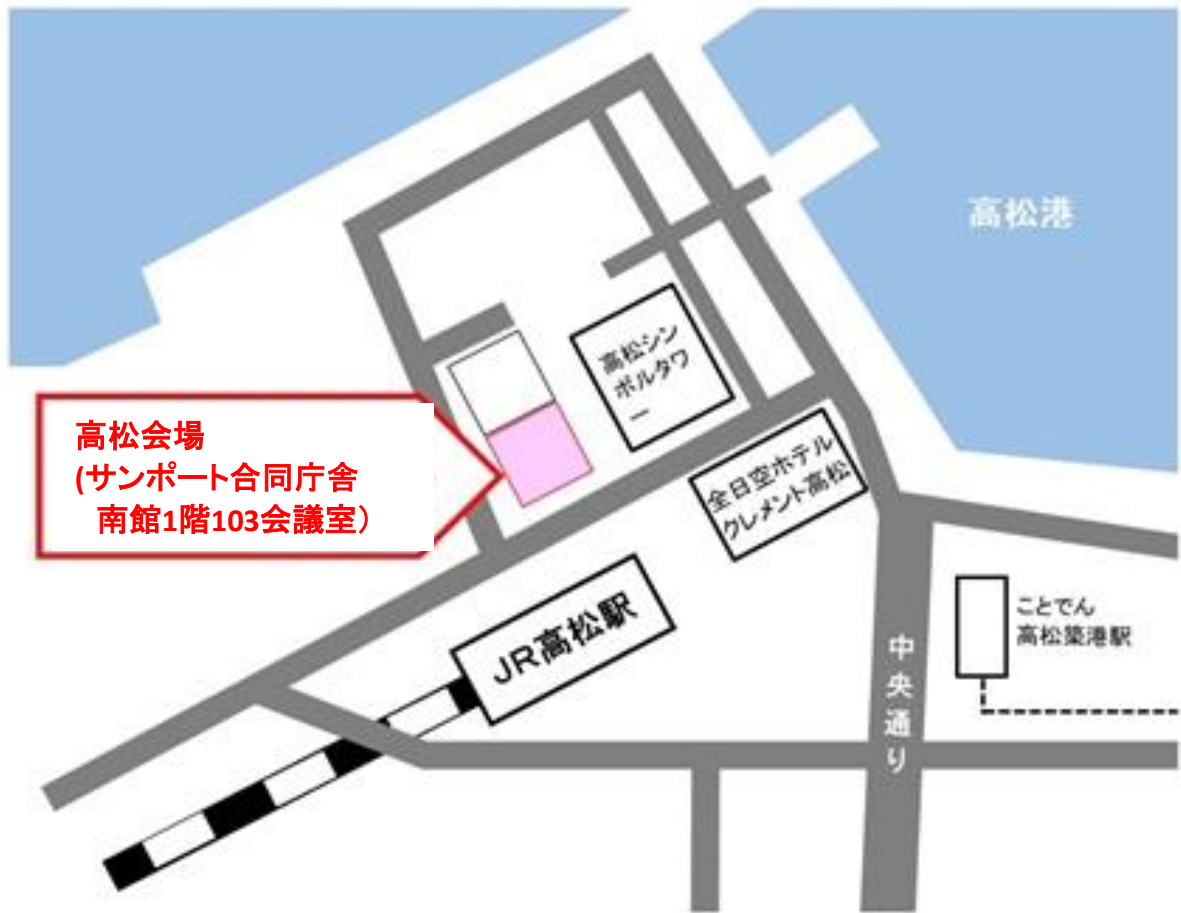 高松港
高松シン
ボルタワ
ー
高松会場
(サンポート合同庁舎
南館1階103会議室）
全日空ホテル
クレメント高松
JR高松駅
ことでん
高松築港駅
中央通り